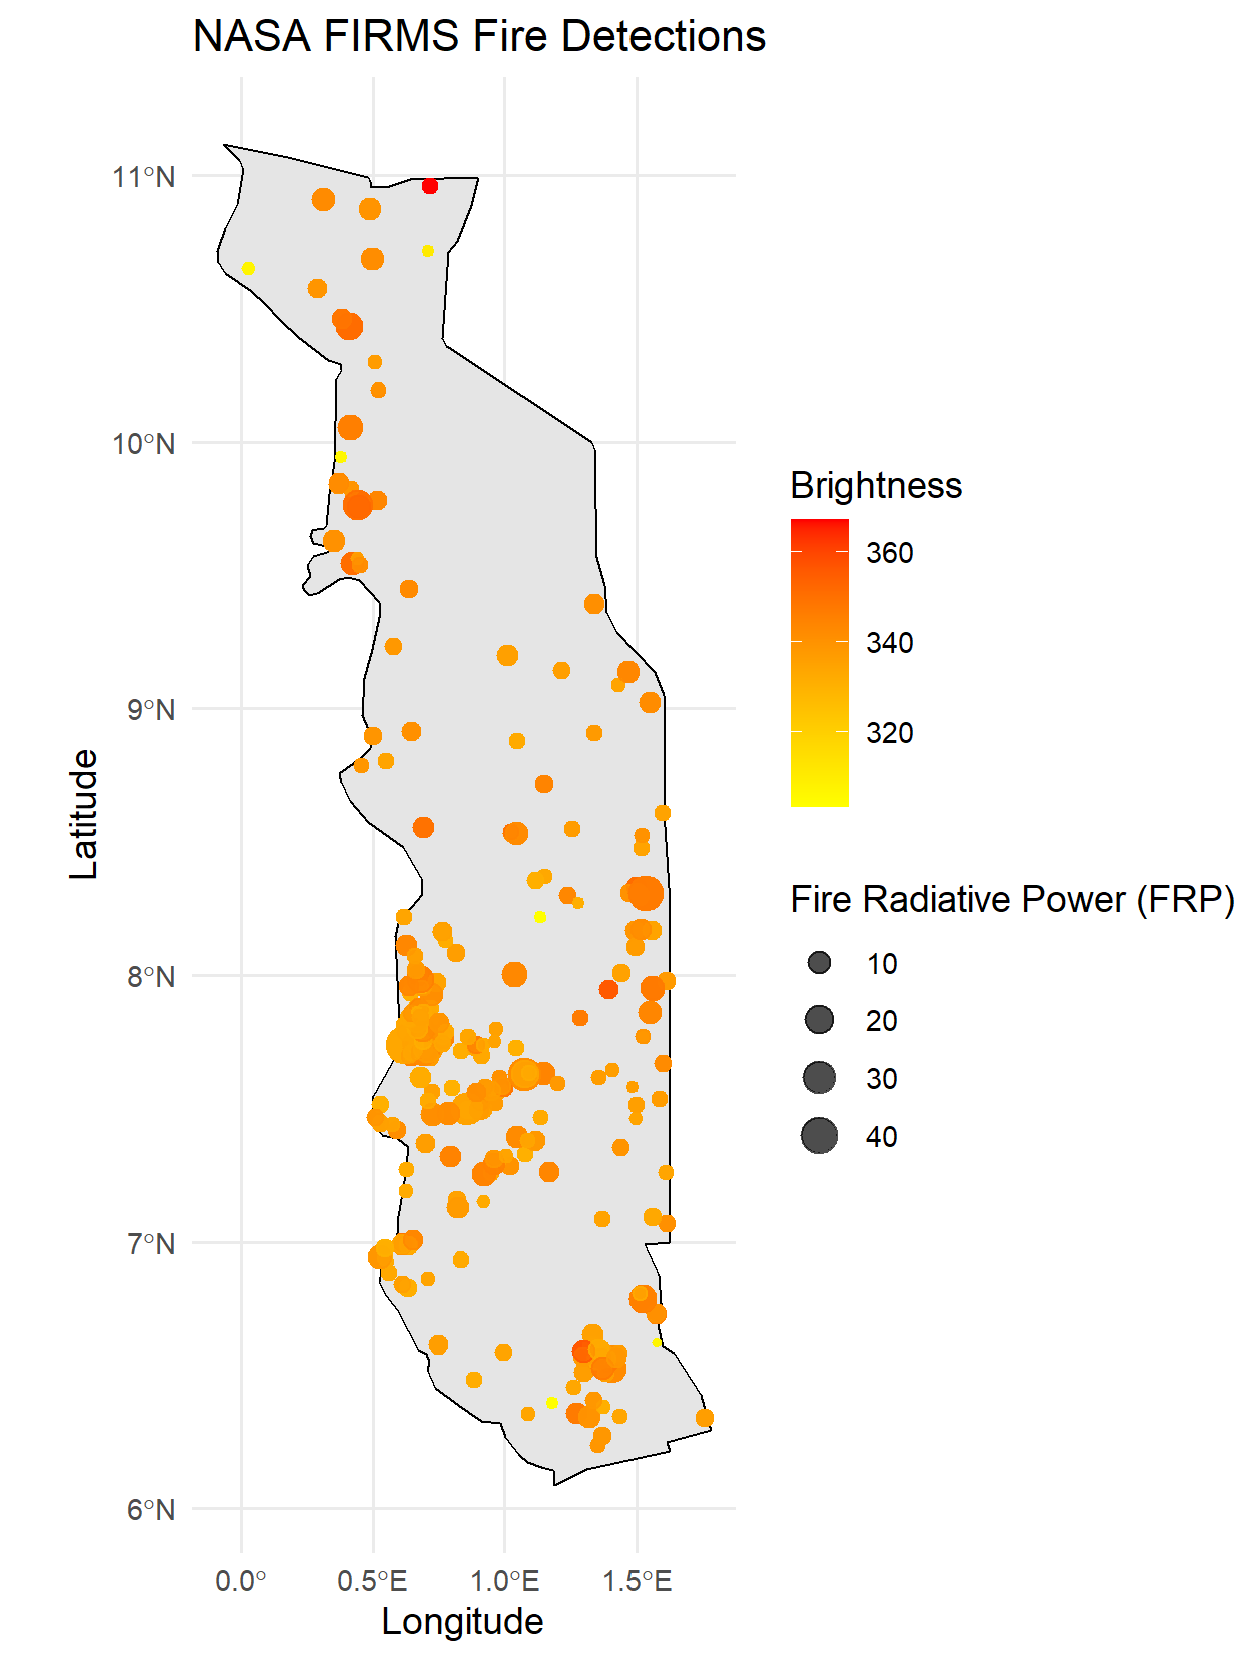 NASA FIRMS Fire Detections
11°N
10°N
9°N
8°N
7°N
6°N
Latitude
0.0°
0.5°E
1.0°E
1.5°E
Longitude
Brightness
360
340
320
Fire Radiative Power (FRP)
10
20
30
40